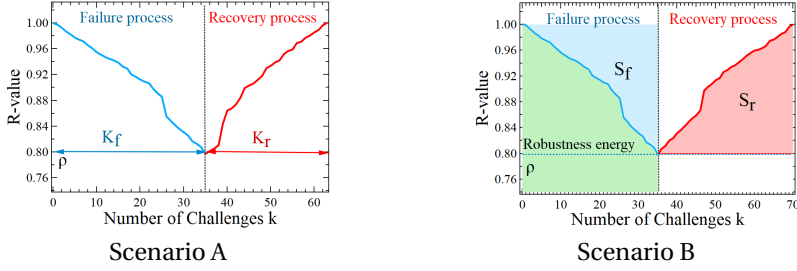 Failure process Recovery process
R-value
1.00
0.96
0.92
0.88
0.84
0.80
0.76
K_f K_r
ρ
0 10 20 30 40 50 60
Number of Challenges k
Scenario A
Failure process Recovery process
R-value
1.00
0.96
0.92
0.88
0.84
0.80
0.76
S_f
S_r
Robustness energy
ρ
0 10 20 30 40 50 60 70
Number of Challenges k
Scenario B